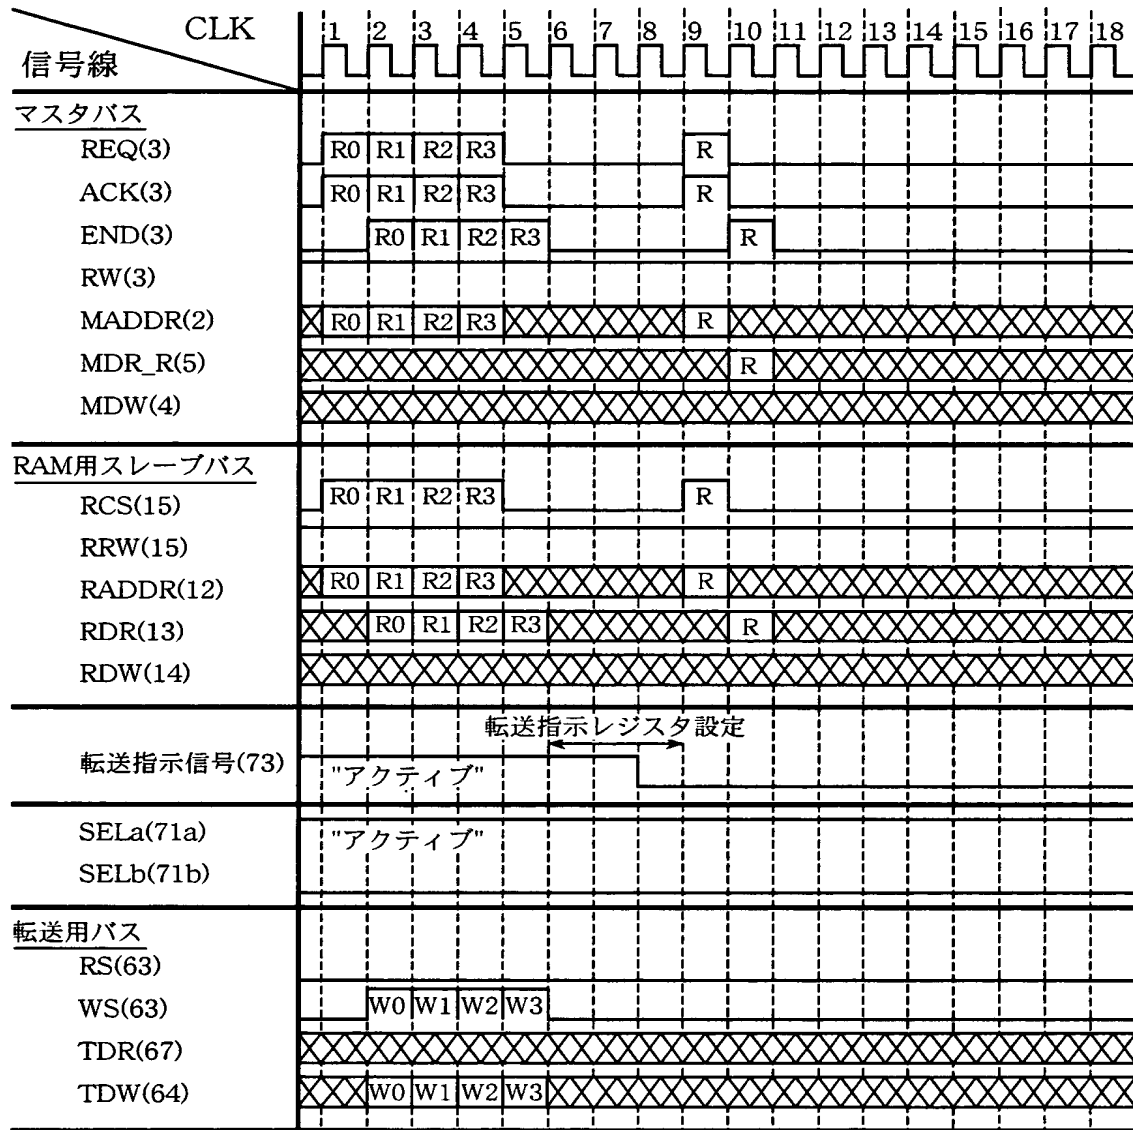 CLK
信号線
1 2 3 4 5 6 7 8 9 10 11 12 13 14 15 16 17 18
マスタバス
REQ(3) R0 R1 R2 R3 R
ACK(3) R0 R1 R2 R3 R
END(3) R0 R1 R2 R3 R
RW(3)
MADDR(2) R0 R1 R2 R3 R
MDR_R(5) R
MDW(4)
RAM用スレーブバス
RCS(15) R0 R1 R2 R3 R
RRW(15)
RADDR(12) R0 R1 R2 R3 R
RDR(13) R0 R1 R2 R3 R
RDW(14)
転送指示レジスタ設定
転送指示信号(73) "アクティブ"
SELa(71a) "アクティブ"
SELb(71b)
転送用バス
RS(63)
WS(63) W0 W1 W2 W3
TDR(67)
TDW(64) W0 W1 W2 W3